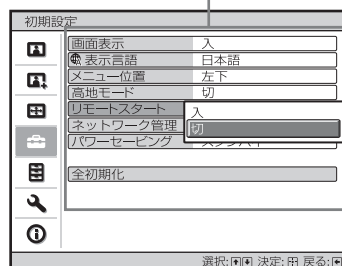 初期設定
画面表示 入
表示言語 日本語
メニュー位置 左下
高地モード 切
リモートスタート 入
ネットワーク管理 切
パワーセービング
全初期化
選択: 決定: 戻る: